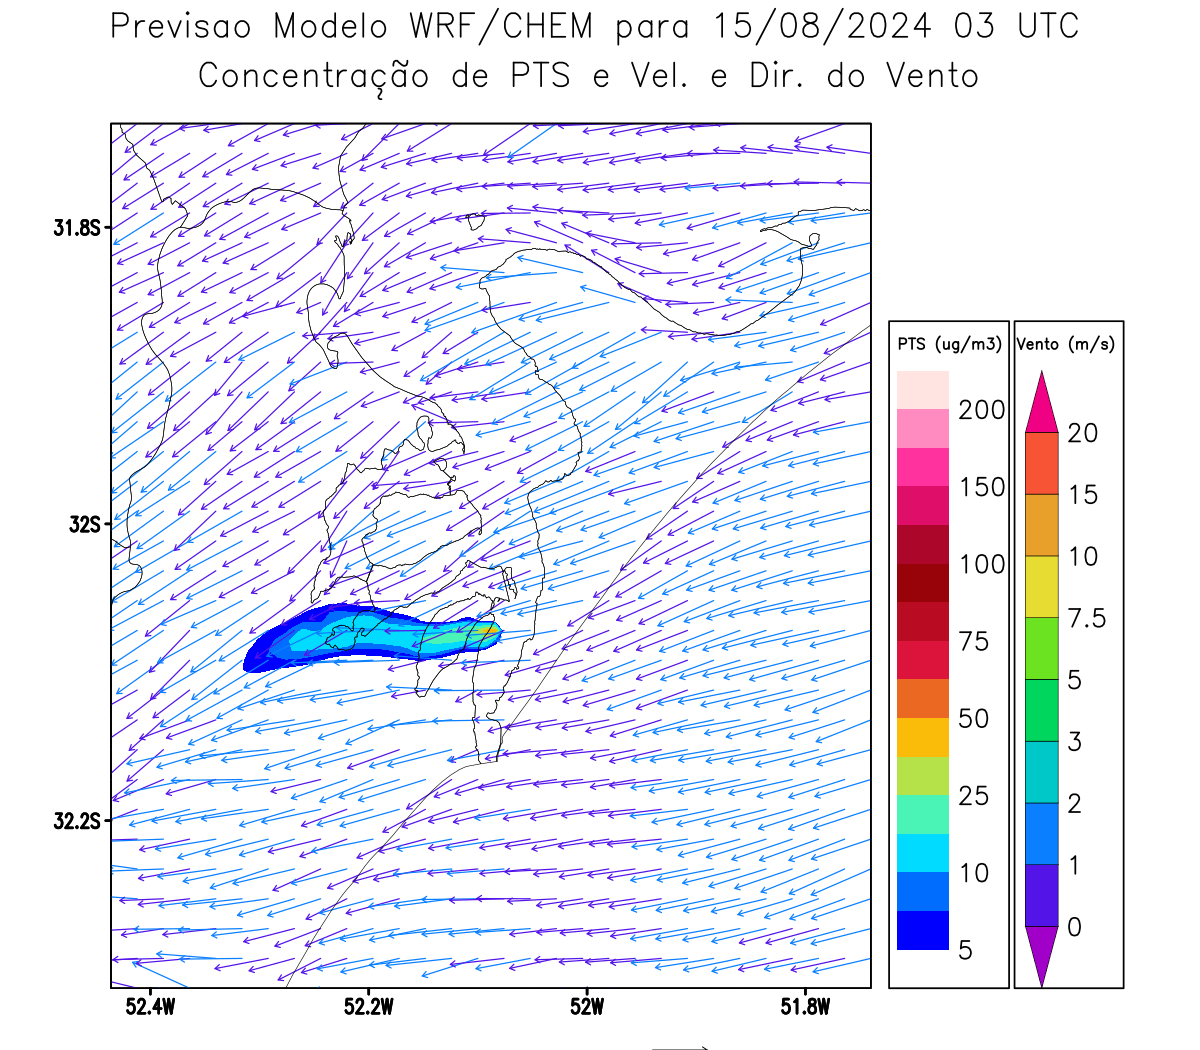 Previsao Modelo WRF/CHEM para 15/08/2024 03 UTC
Concentração de PTS e Vel. e Dir. do Vento
31.8S
32S
32.2S
52.4W
52.2W
52W
51.8W
PTS (ug/m3)
200
150
100
75
50
25
10
5
Vento (m/s)
20
15
10
7.5
5
3
2
1
0